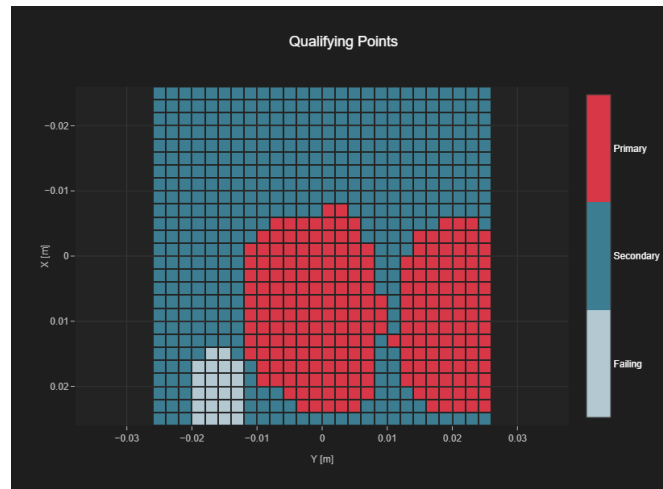 Qualifying Points
−0.02
−0.01
0
0.01
0.02
X [m]
−0.03
−0.02
−0.01
0
0.01
0.02
0.03
Y [m]
Primary
Secondary
Failing